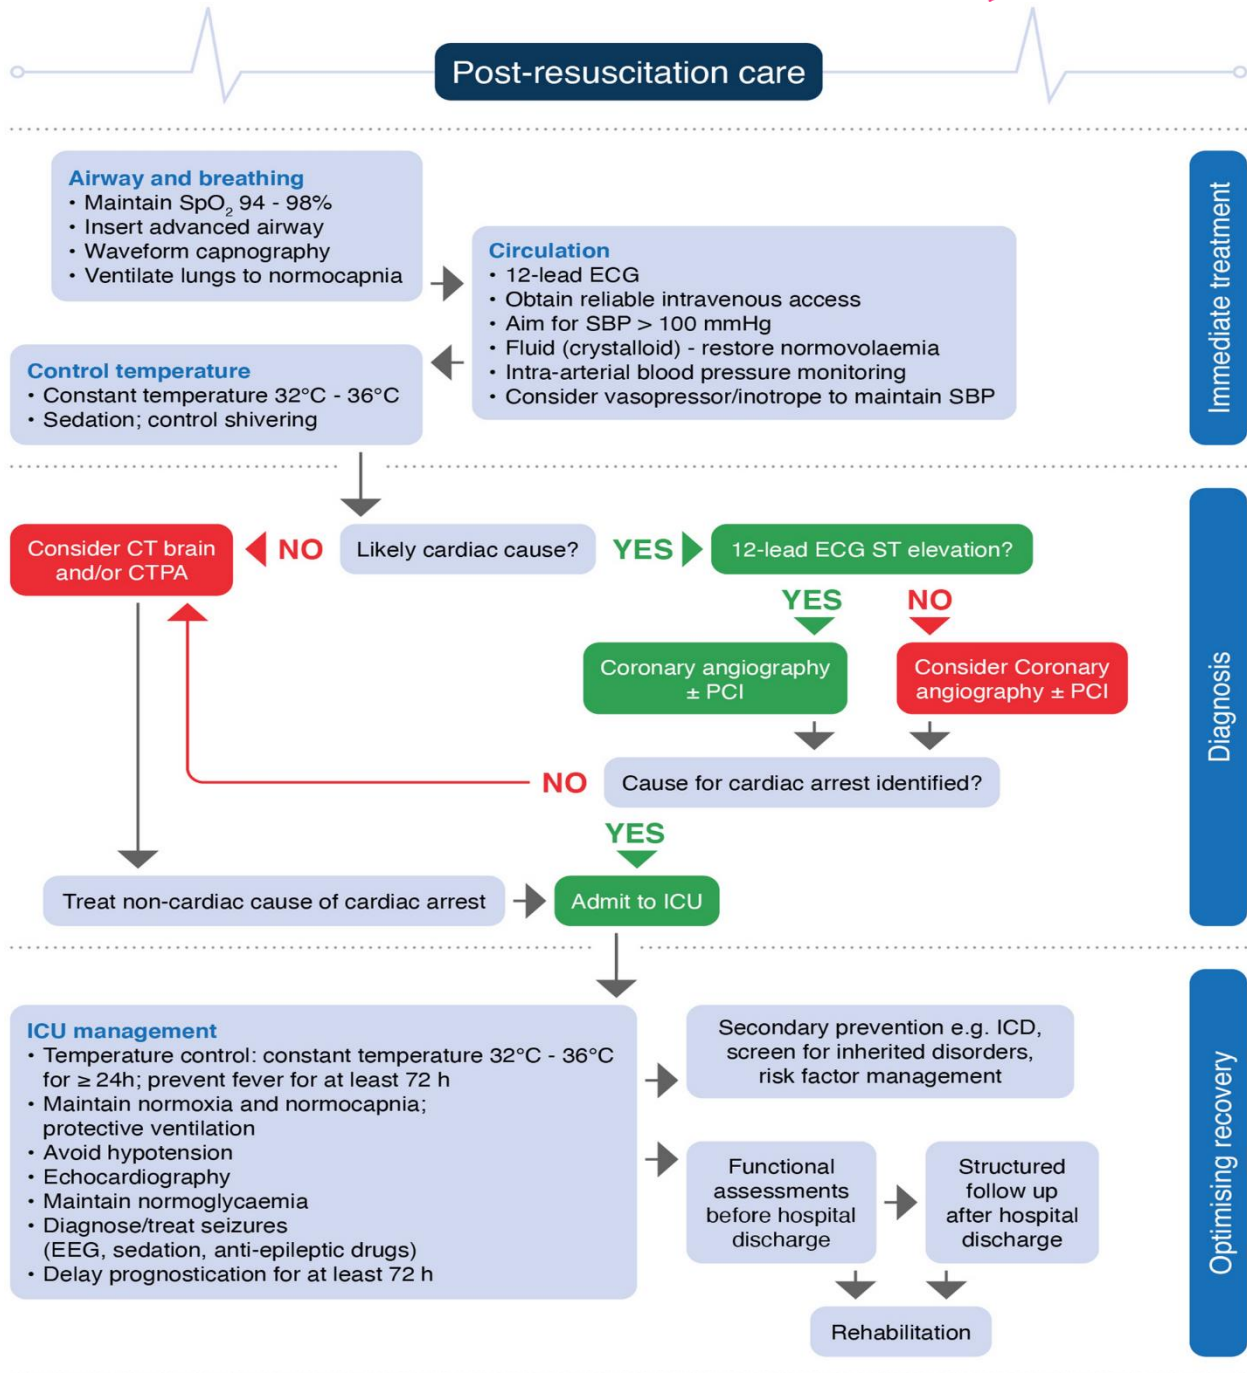 Post-resuscitation care
Airway and breathing
• Maintain SpO₂ 94 - 98%
• Insert advanced airway
• Waveform capnography
• Ventilate lungs to normocapnia
Circulation
• 12-lead ECG
• Obtain reliable intravenous access
• Aim for SBP > 100 mmHg
• Fluid (crystalloid) - restore normovolaemia
• Intra-arterial blood pressure monitoring
• Consider vasopressor/inotrope to maintain SBP
Control temperature
• Constant temperature 32°C - 36°C
• Sedation; control shivering
Immediate treatment
Likely cardiac cause?
NO
Consider CT brain
and/or CTPA
YES
12-lead ECG ST elevation?
YES
NO
Coronary angiography
± PCI
Consider Coronary
angiography ± PCI
Cause for cardiac arrest identified?
NO
YES
Treat non-cardiac cause of cardiac arrest
Admit to ICU
Diagnosis
ICU management
• Temperature control: constant temperature 32°C - 36°C
for ≥ 24h; prevent fever for at least 72 h
• Maintain normoxia and normocapnia;
protective ventilation
• Avoid hypotension
• Echocardiography
• Maintain normoglycaemia
• Diagnose/treat seizures
(EEG, sedation, anti-epileptic drugs)
• Delay prognostication for at least 72 h
Secondary prevention e.g. ICD,
screen for inherited disorders,
risk factor management
Functional
assessments
before hospital
discharge
Structured
follow up
after hospital
discharge
Rehabilitation
Optimising recovery